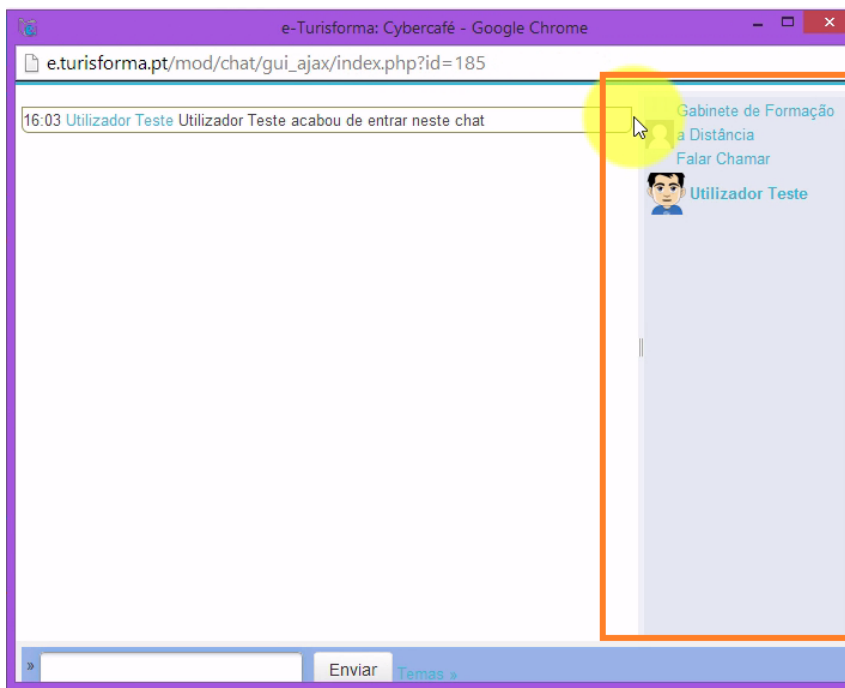 e-Turisforma: Cybercafé - Google Chrome
e.turisforma.pt/mod/chat/gui_ajax/index.php?id=185
16:03 Utilizador Teste Utilizador Teste acabou de entrar neste chat
Gabinete de Formação
a Distância
Falar Chamar
Utilizador Teste
» Enviar Temas »